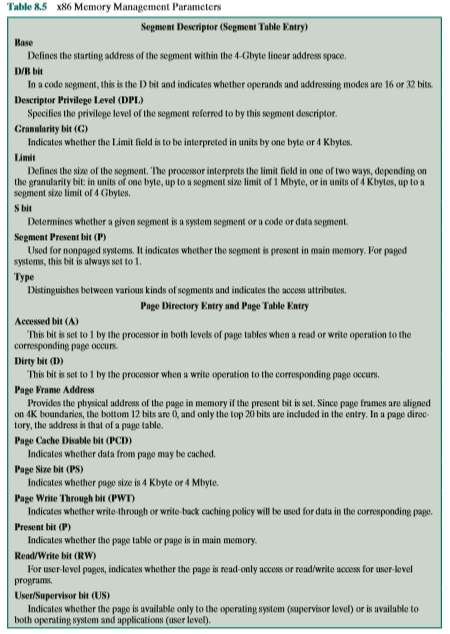 Table 8.5 x86 Memory Management Parameters
Segment Descriptor (Segment Table Entry)
Base
Defines the starting address of the segment within the 4-Gbyte linear address space.
D/B bit
In a code segment, this is the D bit and indicates whether operands and addressing modes are 16 or 32 bits.
Descriptor Privilege Level (DPL)
Specifies the privilege level of the segment referred to by this segment descriptor.
Granularity bit (G)
Indicates whether the Limit field is to be interpreted in units by one byte or 4 Kbytes.
Limit
Defines the size of the segment. The processor interprets the limit field in one of two ways, depending on
the granularity bit: in units of one byte, up to a segment size limit of 1 Mbyte, or in units of 4 Kbytes, up to a
segment size limit of 4 Gbytes.
S bit
Determines whether a given segment is a system segment or a code or data segment.
Segment Present bit (P)
Used for nonpaged systems. It indicates whether the segment is present in main memory. For paged
systems, this bit is always set to 1.
Type
Distinguishes between various kinds of segments and indicates the access attributes.
Page Directory Entry and Page Table Entry
Accessed bit (A)
This bit is set to 1 by the processor in both levels of page tables when a read or write operation to the
corresponding page occurs.
Dirty bit (D)
This bit is set to 1 by the processor when a write operation to the corresponding page occurs.
Page Frame Address
Provides the physical address of the page in memory if the present bit is set. Since page frames are aligned
on 4K boundaries, the bottom 12 bits are 0, and only the top 20 bits are included in the entry. In a page direc-
tory, the address is that of a page table.
Page Cache Disable bit (PCD)
Indicates whether data from page may be cached.
Page Size bit (PS)
Indicates whether page size is 4 Kbyte or 4 Mbyte.
Page Write Through bit (PWT)
Indicates whether write-through or write-back caching policy will be used for data in the corresponding page.
Present bit (P)
Indicates whether the page table or page is in main memory.
Read/Write bit (RW)
For user-level pages, indicates whether the page is read-only access or read/write access for user-level
programs.
User/Supervisor bit (US)
Indicates whether the page is available only to the operating system (supervisor level) or is available to
both operating system and applications (user level).